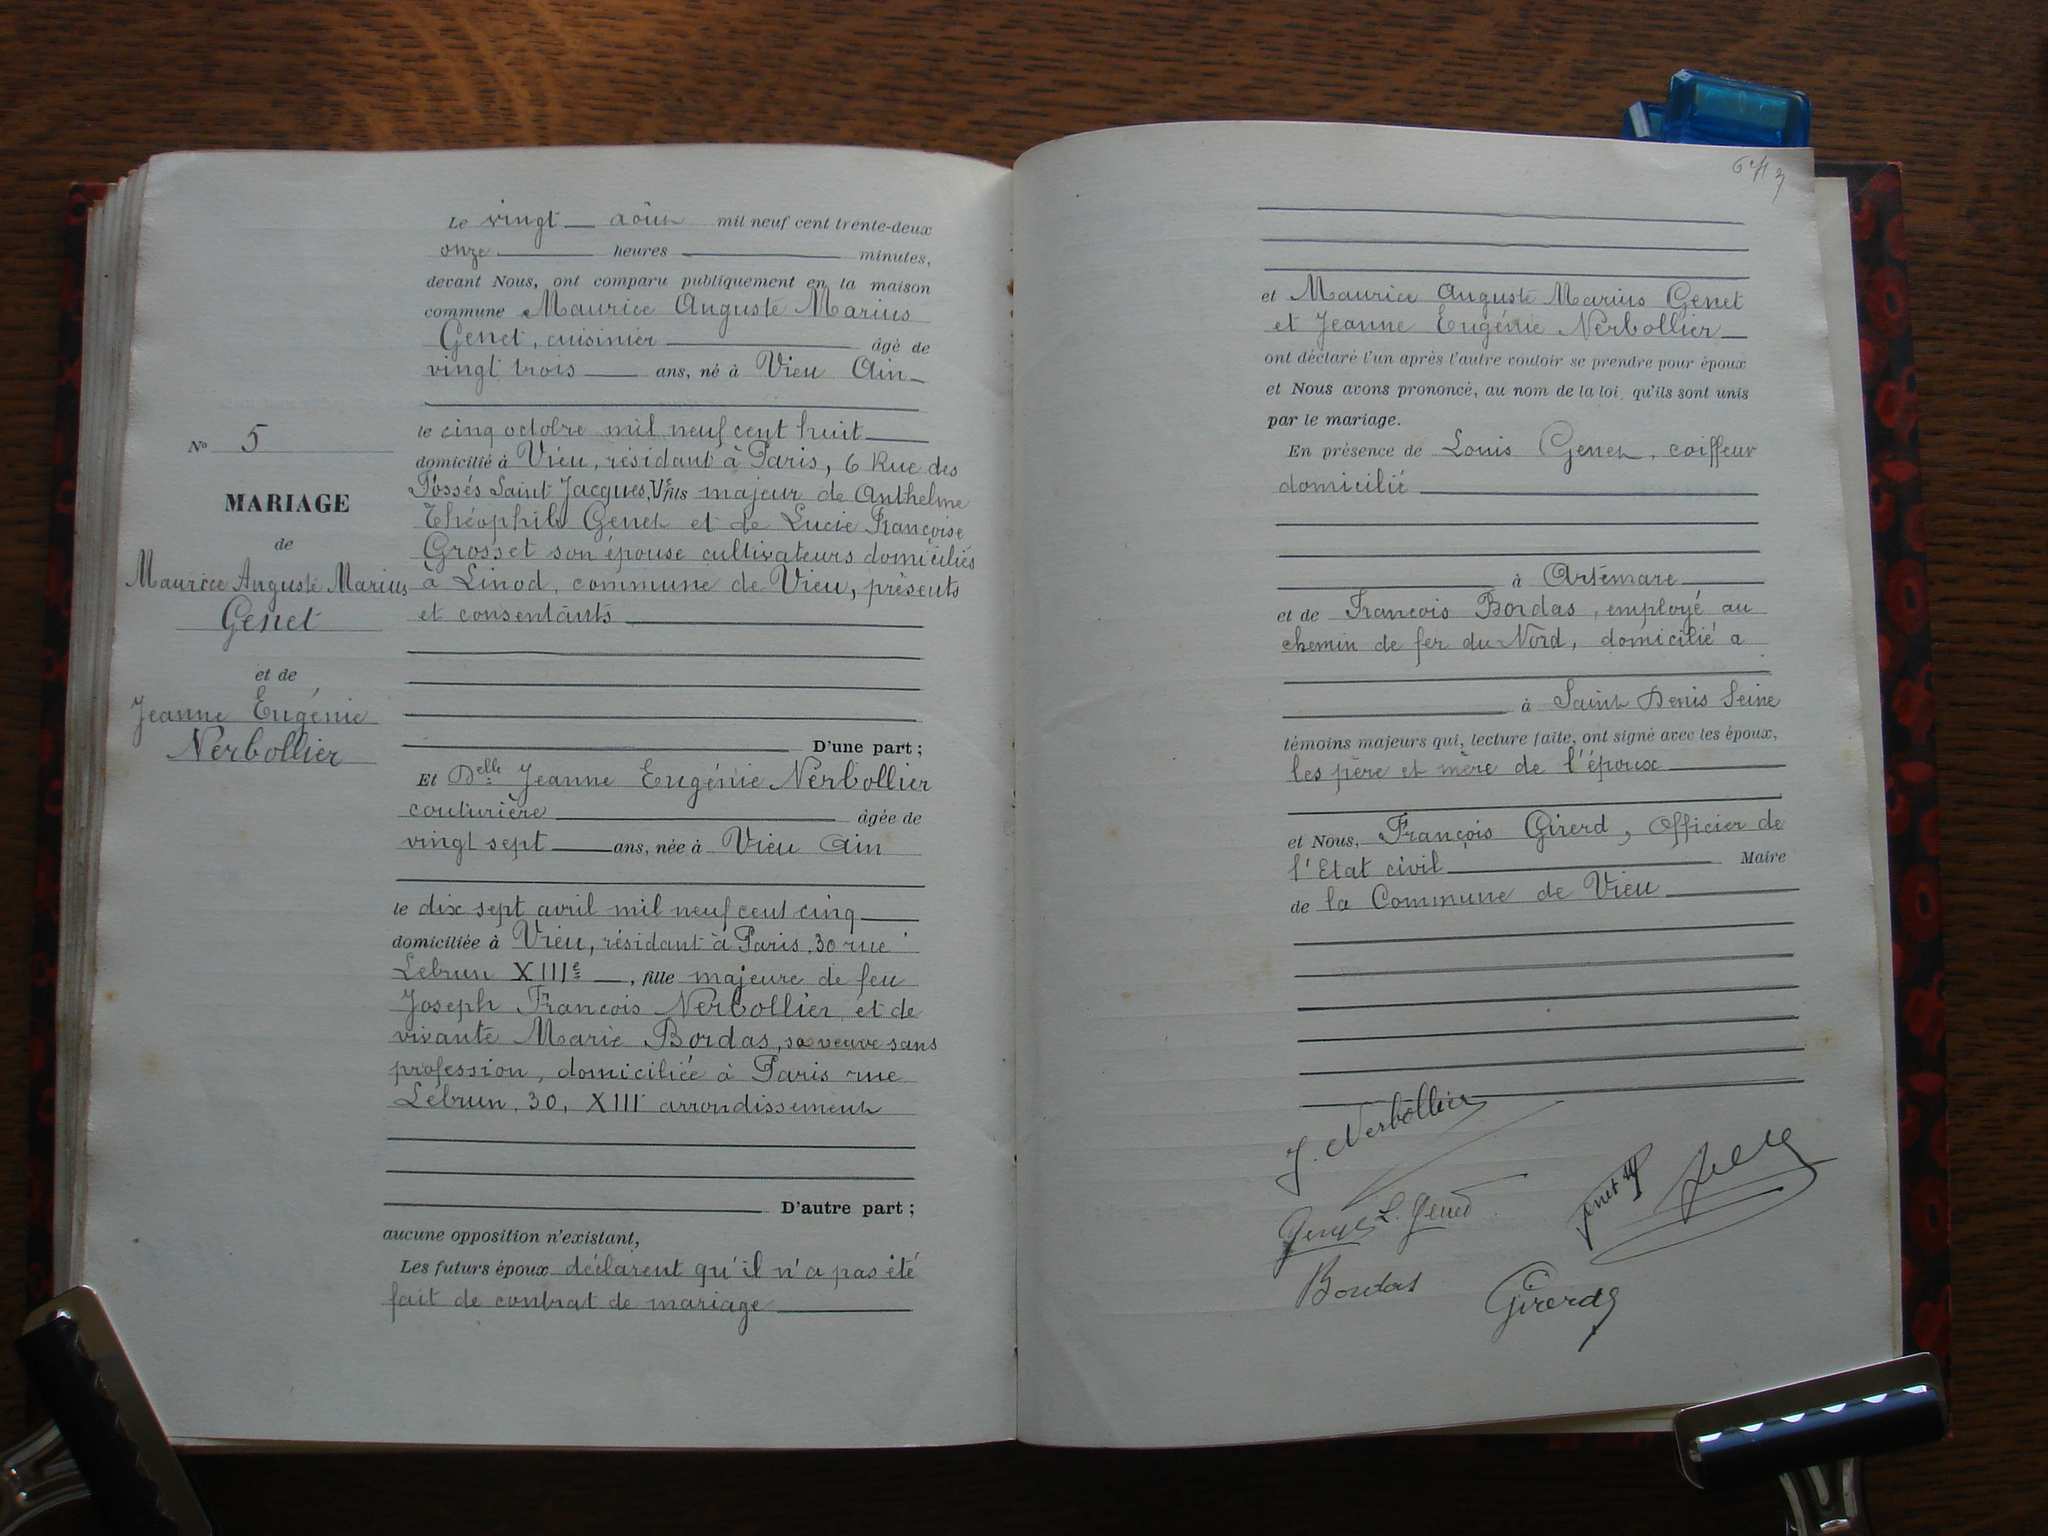 Nº 5
MARIAGE
de
Maurice Auguste Marius
Genet
et de
Jeanne Eugénie
Nerbollier
Le vingt août mil neuf cent trente-deux
onze heures minutes,
devant Nous, ont comparu publiquement en la maison
commune Maurice Auguste Marius
Genet, cuisinier âgé de
vingt trois ans, né à Vieu Ain
le cinq octobre mil neuf cent huit
domicilié à Vieu, résidant à Paris, 6 Rue des
Fossés Saint Jacques, Ve fils majeur de Anthelme
Théophile Genet et de Lucie Françoise
Grosset son épouse cultivateurs domiciliés
à Linod, commune de Vieu, présents
et consentants
D'une part ;
Et Delle Jeanne Eugénie Nerbollier
couturière âgée de
vingt sept ans, née à Vieu Ain
le dix sept avril mil neuf cent cinq
domiciliée à Vieu, résidant à Paris, 30 rue
Lebrun XIIIe, fille majeure de feu
Joseph François Nerbollier et de
vivante Marie Bordas, sa veuve sans
profession, domiciliée à Paris rue
Lebrun, 30, XIII arrondissement
D'autre part ;
aucune opposition n'existant,
Les futurs époux déclarent qu'il n'a pas été
fait de contrat de mariage
et Maurice Auguste Marius Genet
et Jeanne Eugénie Nerbollier
ont déclaré l'un après l'autre vouloir se prendre pour époux
et Nous avons prononcé, au nom de la loi, qu'ils sont unis
par le mariage.
En présence de Louis Genet, coiffeur
domicilié
à Artemare
et de François Bordas, employé au
chemin de fer du Nord, domicilié a
à Saint Denis Seine
témoins majeurs qui, lecture faite, ont signé avec les époux,
les père et mère de l'époux
et Nous, François Girerd, Officier de
l'Etat civil Maire
de la Commune de Vieu
J. Nerbollier
Genet L. Genet
Bordas Girerd